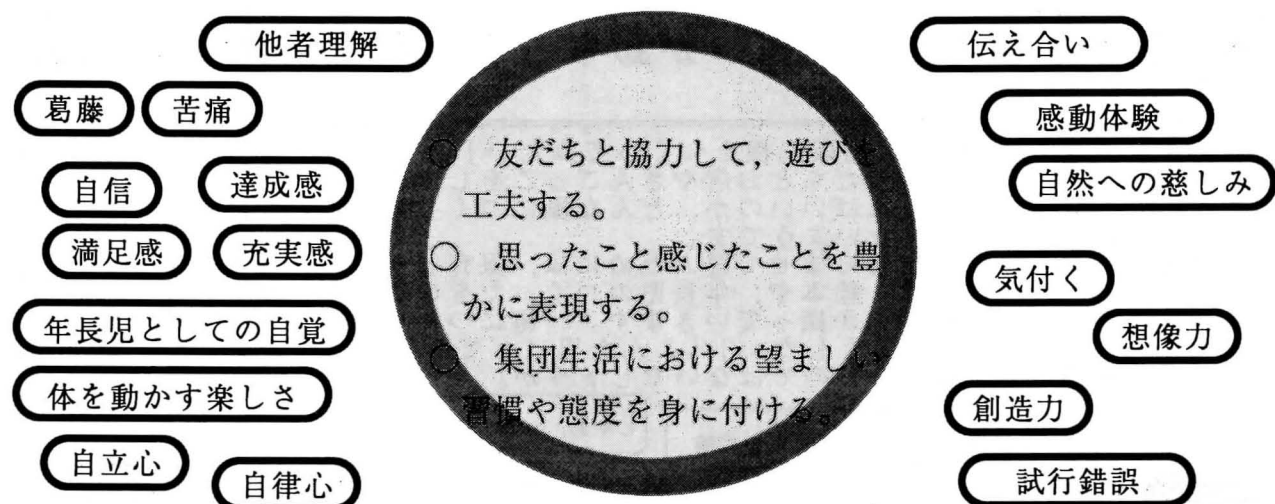 他者理解
葛藤
苦痛
自信
達成感
満足感
充実感
年長児としての自覚
体を動かす楽しさ
自立心
自律心
○ 友だちと協力して，遊びを
工夫する。
○ 思ったこと感じたことを豊
かに表現する。
○ 集団生活における望ましい
習慣や態度を身に付ける。
伝え合い
感動体験
自然への慈しみ
気付く
想像力
創造力
試行錯誤